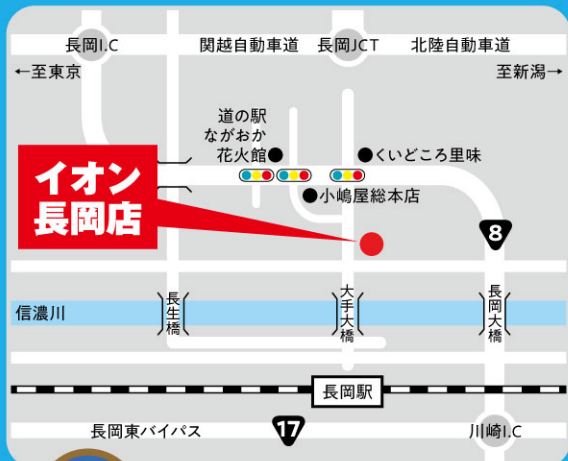 長岡I.C
関越自動車道
長岡JCT
北陸自動車道
←至東京
至新潟→
道の駅
ながおか
花火館
くいどころ里味
小嶋屋総本店
イオン
長岡店
8
信濃川
長生橋
大手大橋
長岡大橋
長岡駅
長岡東バイパス
17
川崎I.C